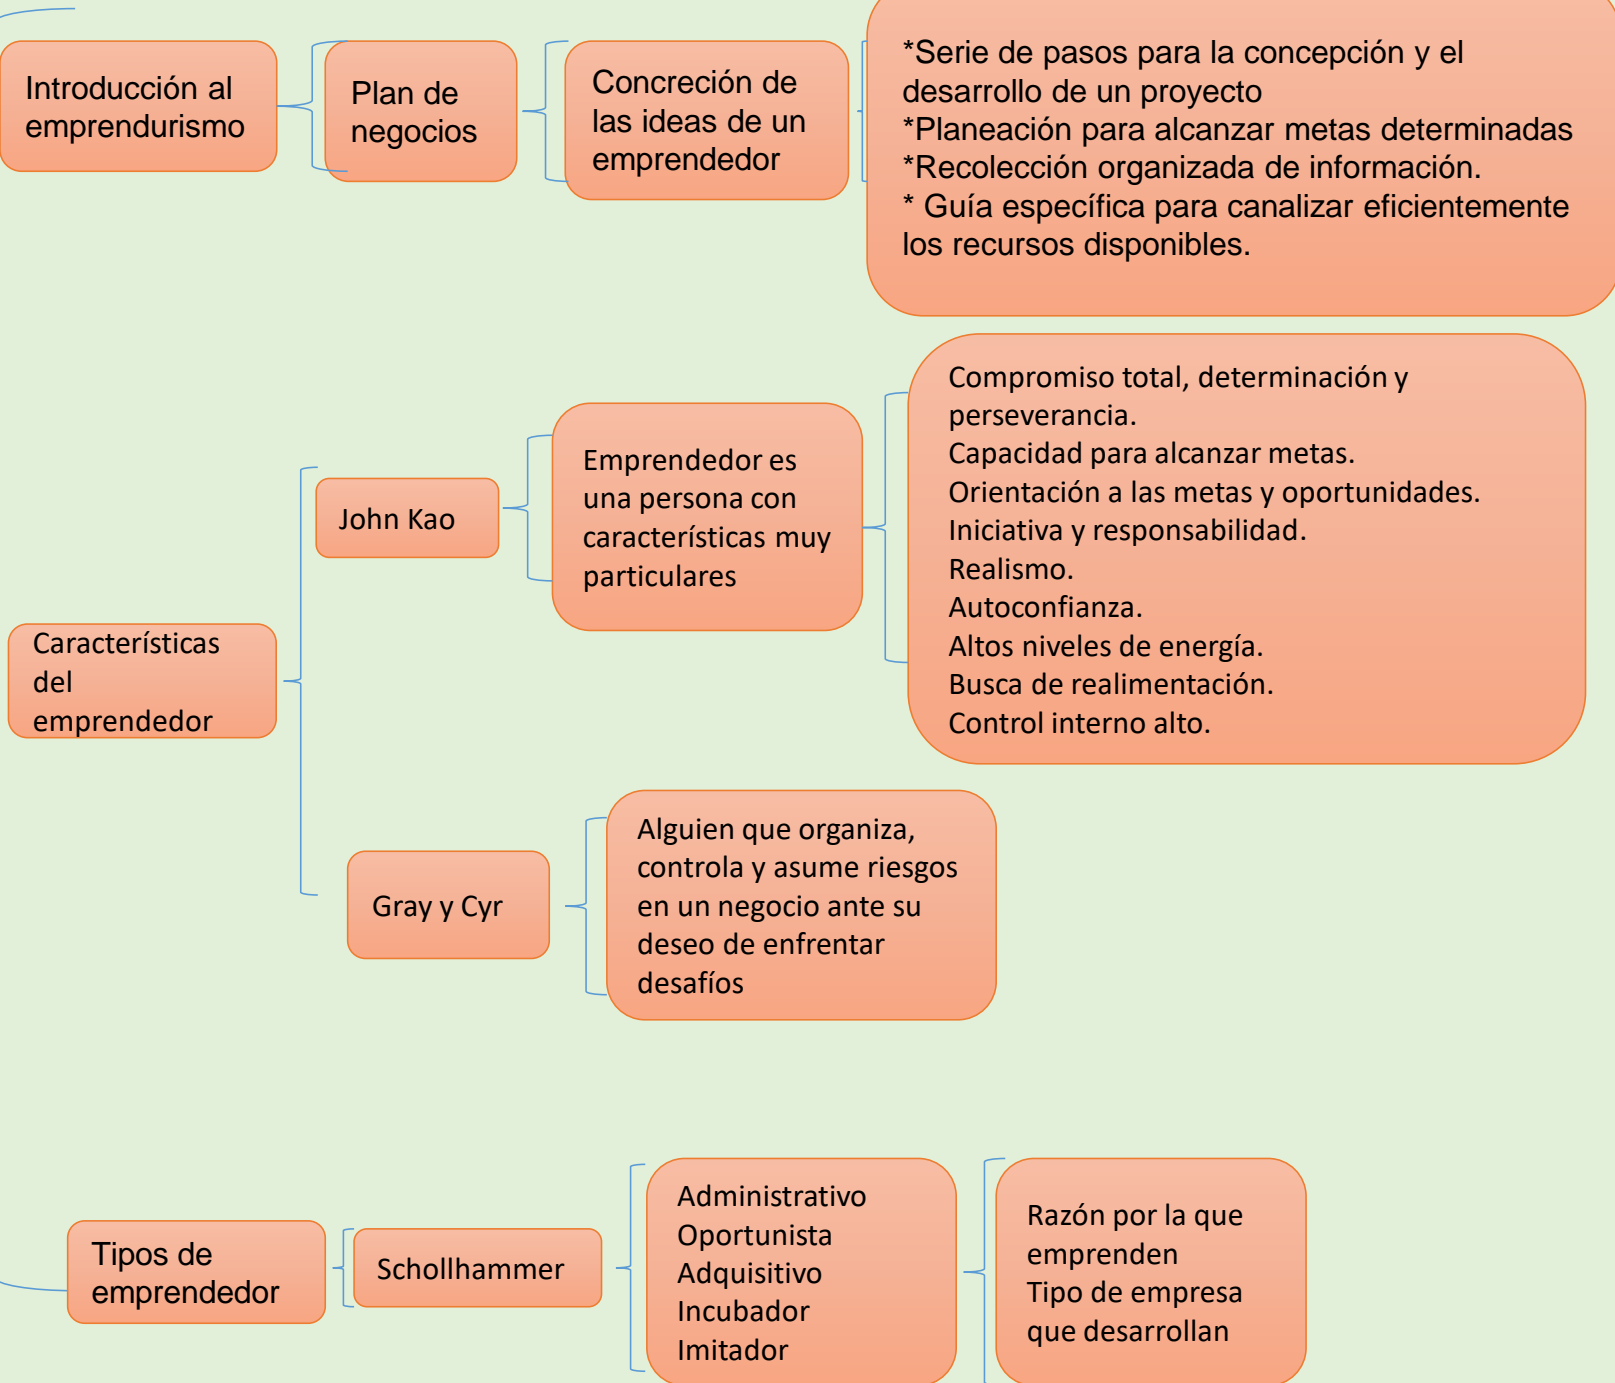 Introducción al
emprendurismo
Plan de
negocios
Concreción de
las ideas de un
emprendedor
*Serie de pasos para la concepción y el
desarrollo de un proyecto
*Planeación para alcanzar metas determinadas
*Recolección organizada de información.
* Guía específica para canalizar eficientemente
los recursos disponibles.
Características
del
emprendedor
John Kao
Emprendedor es
una persona con
características muy
particulares
Compromiso total, determinación y
perseverancia.
Capacidad para alcanzar metas.
Orientación a las metas y oportunidades.
Iniciativa y responsabilidad.
Realismo.
Autoconfianza.
Altos niveles de energía.
Busca de realimentación.
Control interno alto.
Gray y Cyr
Alguien que organiza,
controla y asume riesgos
en un negocio ante su
deseo de enfrentar
desafíos
Tipos de
emprendedor
Schollhammer
Administrativo
Oportunista
Adquisitivo
Incubador
Imitador
Razón por la que
emprenden
Tipo de empresa
que desarrollan